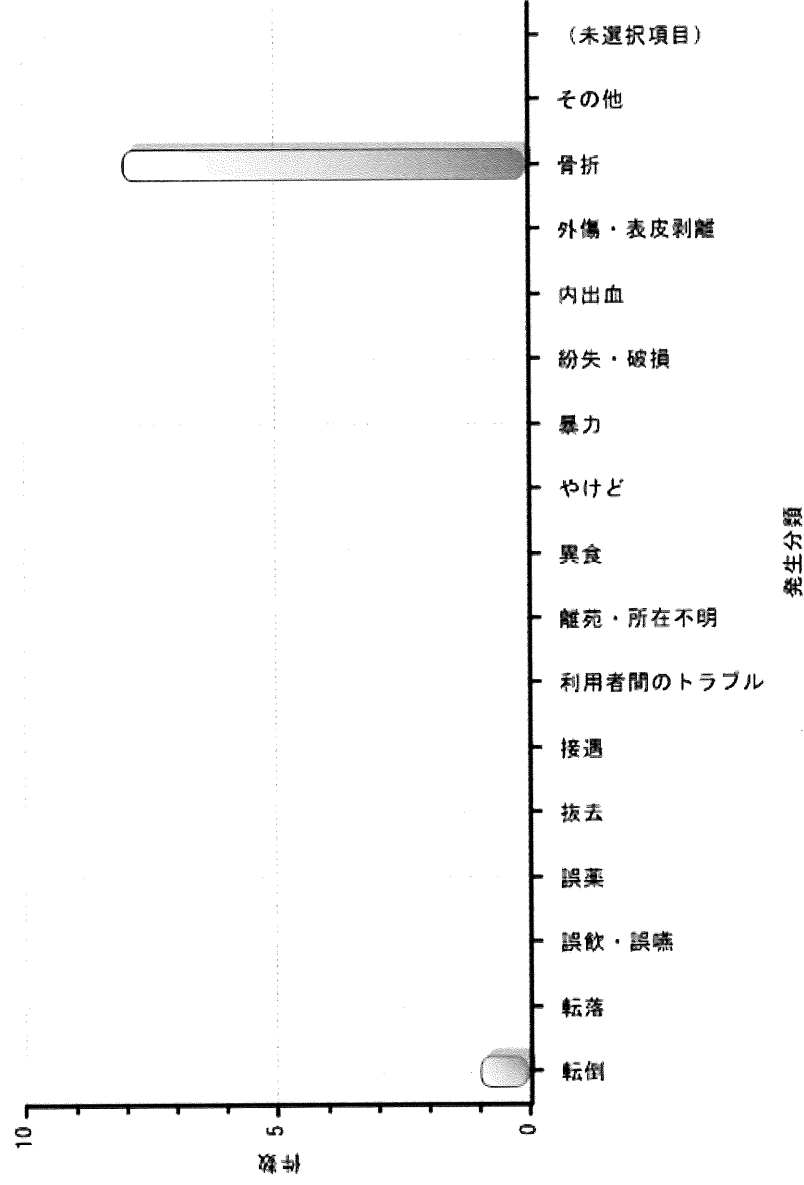 （未選択項目）
その他
骨折
外傷・表皮剥離
内出血
紛失・破損
暴力
やけど
異食
離苑・所在不明
利用者間のトラブル
接遇
抜去
誤薬
誤飲・誤嚥
転落
転倒
発生分類
10
5
0
件数